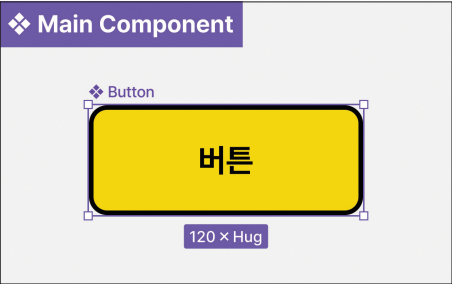 Main Component
Button
버튼
120 × Hug